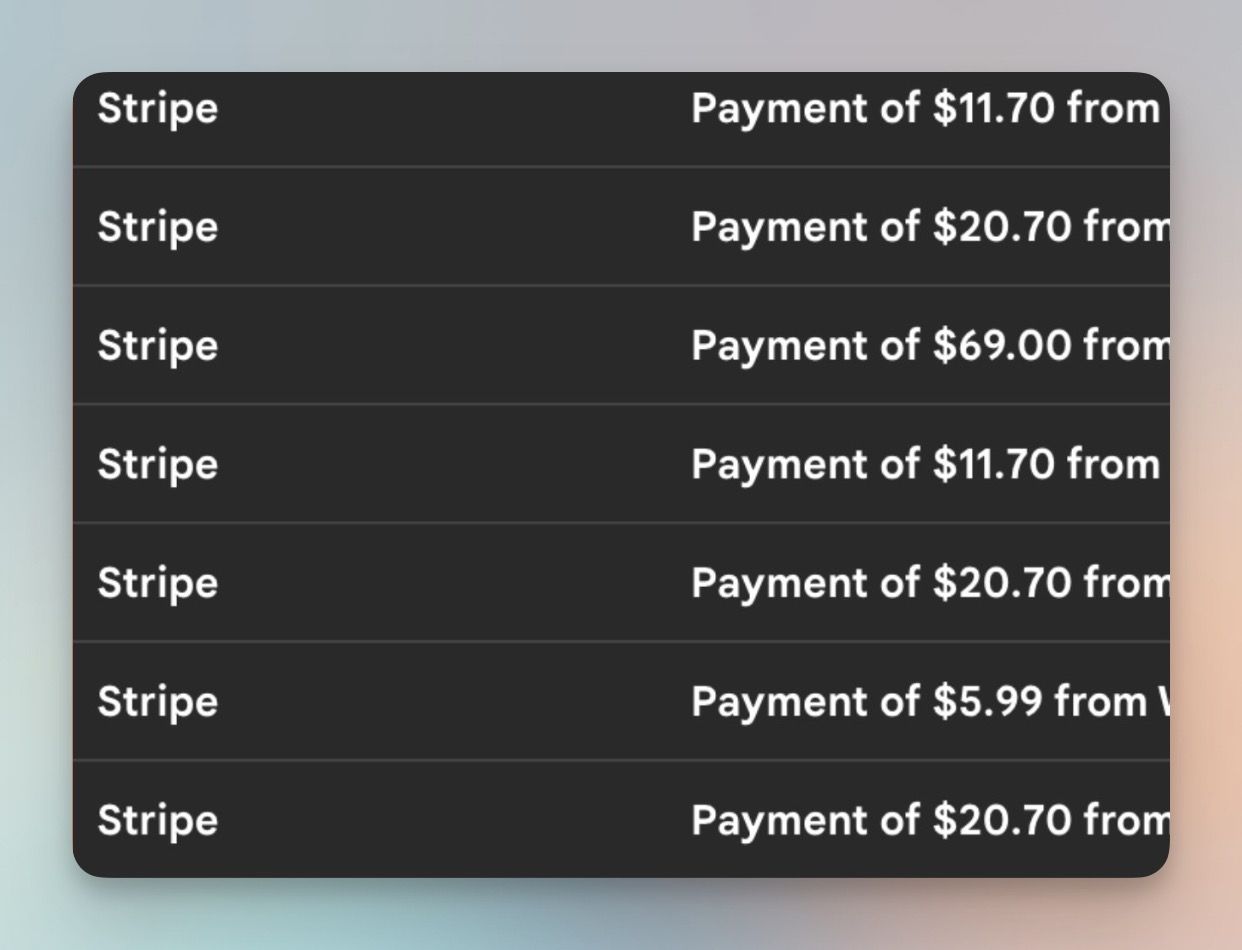 Stripe Payment of $11.70 from
Stripe Payment of $20.70 from
Stripe Payment of $69.00 from
Stripe Payment of $11.70 from
Stripe Payment of $20.70 from
Stripe Payment of $5.99 from
Stripe Payment of $20.70 from